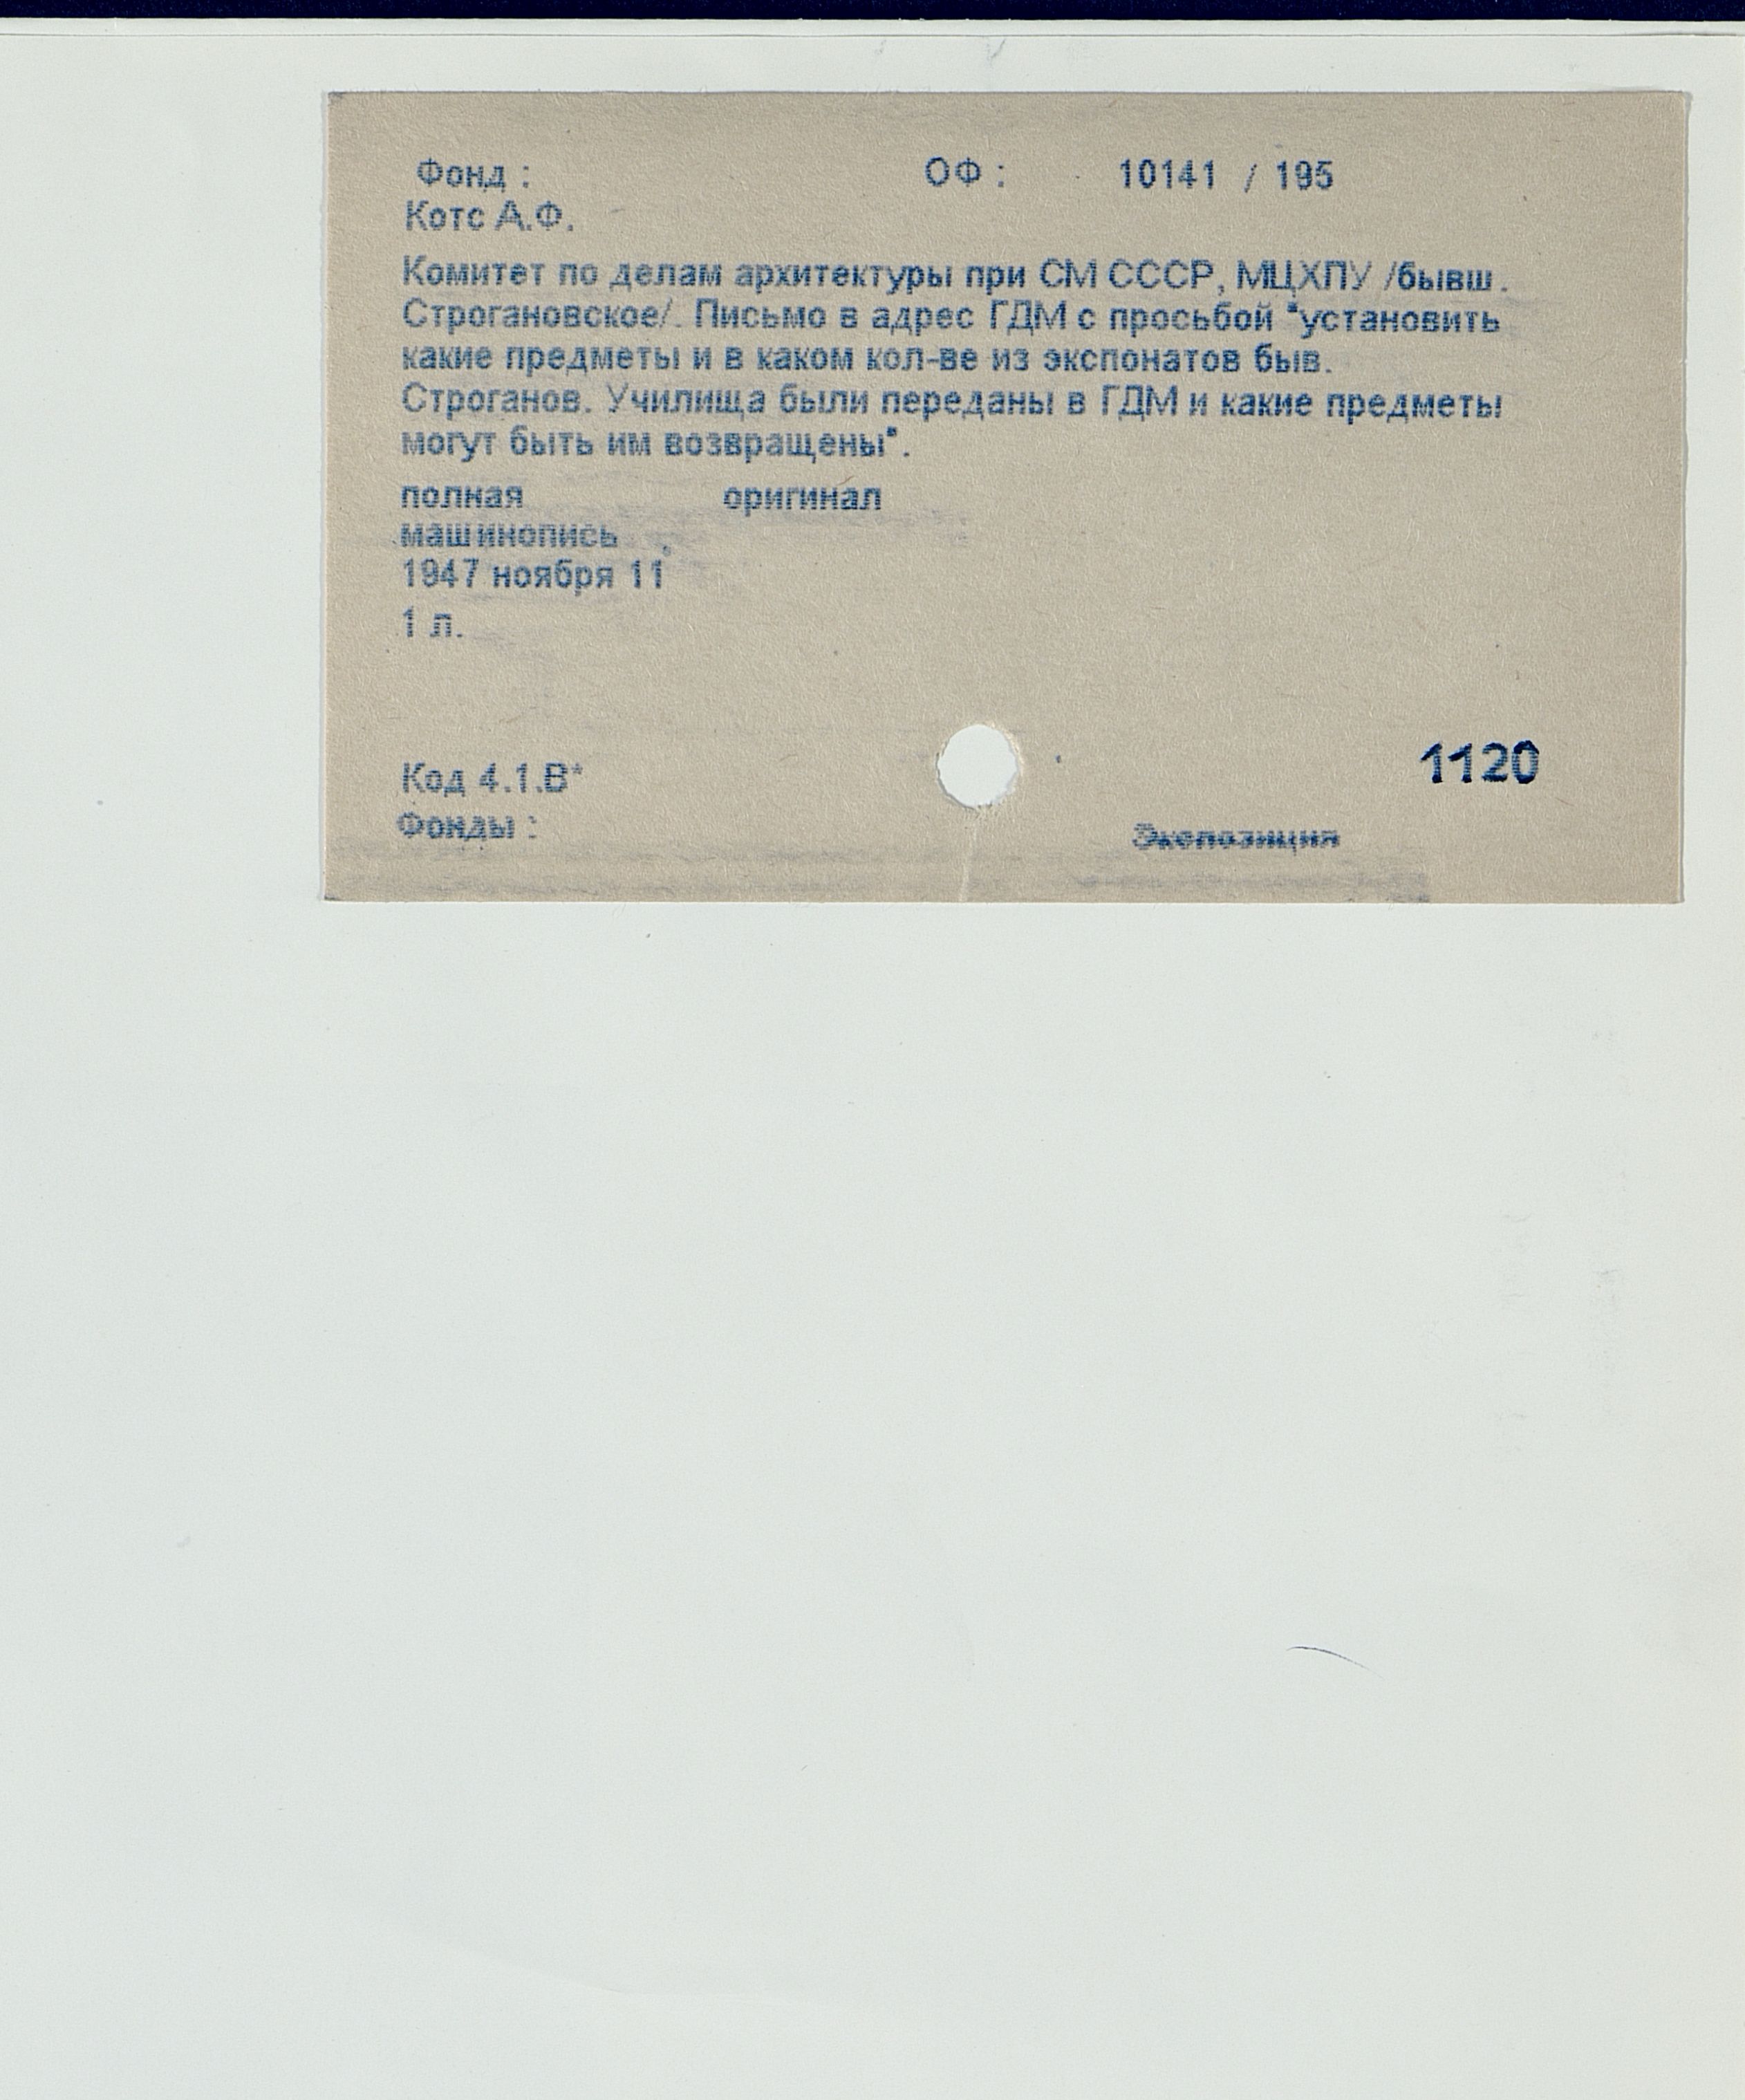 Фонд : ОФ : 10141 / 195
Котс А.Ф.
Комитет по делам архитектуры при СМ СССР, МЦХПУ /бывш.
Строгановское/. Письмо в адрес ГДМ с просьбой "установить
какие предметы и в каком кол-ве из экспонатов быв.
Строганов. Училища были переданы в ГДМ и какие предметы
могут быть им возвращены".
полная оригинал
машинопись
1947 ноября 11
1 л.
1120
Код 4.1.В*
Фонды :
Экспозиция